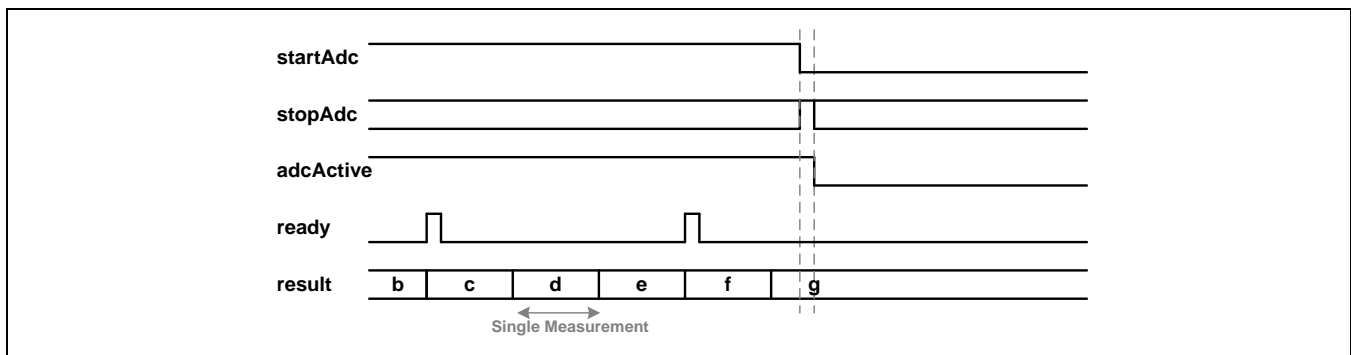 startAdc
stopAdc
adcActive
ready
result b c d e f g
Single Measurement